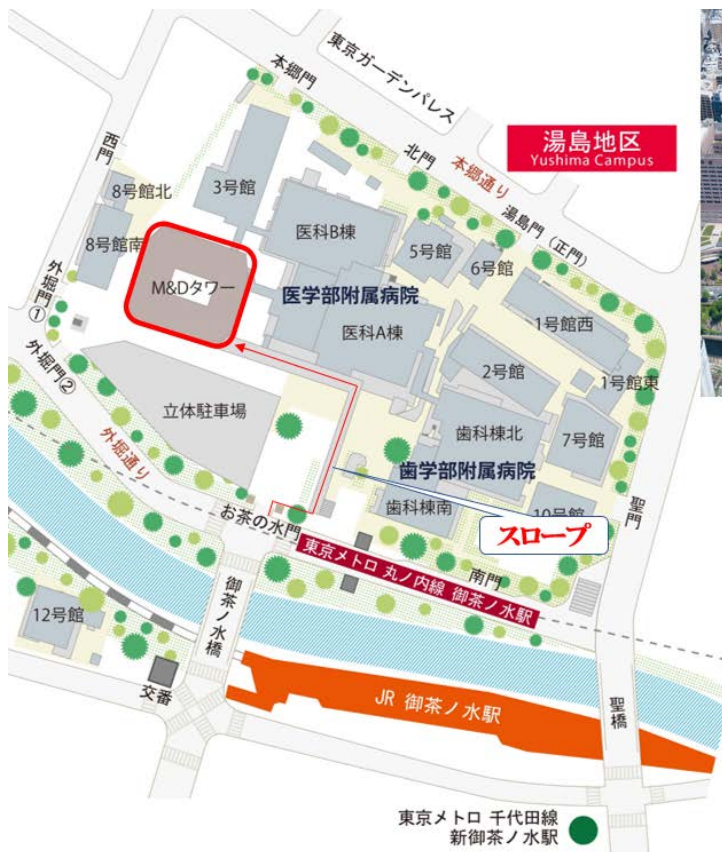 本郷門
東京ガーデンパレス
湯島地区
Yushima Campus
西門
3号館
北門
本郷通り
8号館北
湯島門（正門）
医科B棟
5号館
6号館
8号館南
M&Dタワー
医学部附属病院
外堀門①
1号館西
医科A棟
2号館
1号館東
外堀門②
立体駐車場
歯科棟北
7号館
外堀通り
歯学部附属病院
歯科棟南
10号館
聖門
お茶の水門
スロープ
東京メトロ 丸ノ内線 御茶ノ水駅
南門
12号館
御茶ノ水橋
交番
JR 御茶ノ水駅
聖橋
東京メトロ 千代田線
新御茶ノ水駅